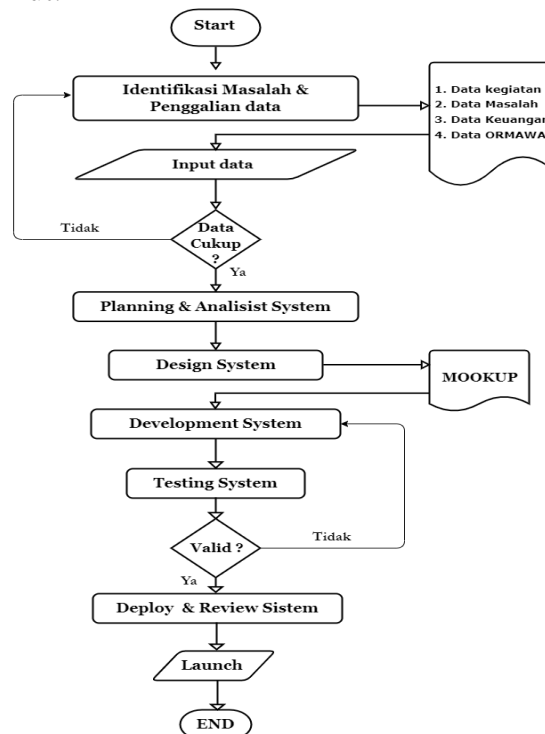 Start
Identifikasi Masalah &
Penggalian data
1. Data kegiatan
2. Data Masalah
3. Data Keuangan
4. Data ORMAWA
Input data
Tidak
Data
Cukup
?
Ya
Planning & Analisist System
Design System
MOOKUP
Development System
Testing System
Valid ?
Tidak
Ya
Deploy & Review Sistem
Launch
END